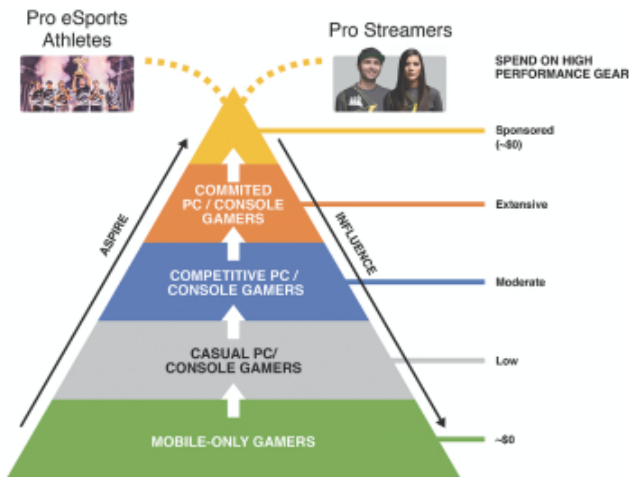 Pro eSports
Athletes
Pro Streamers
SPEND ON HIGH
PERFORMANCE GEAR
Sponsored
(~$0)
COMMITED
PC / CONSOLE
GAMERS
Extensive
ASPIRE
INFLUENCE
COMPETITIVE PC /
CONSOLE GAMERS
Moderate
CASUAL PC/
CONSOLE GAMERS
Low
MOBILE-ONLY GAMERS
~$0